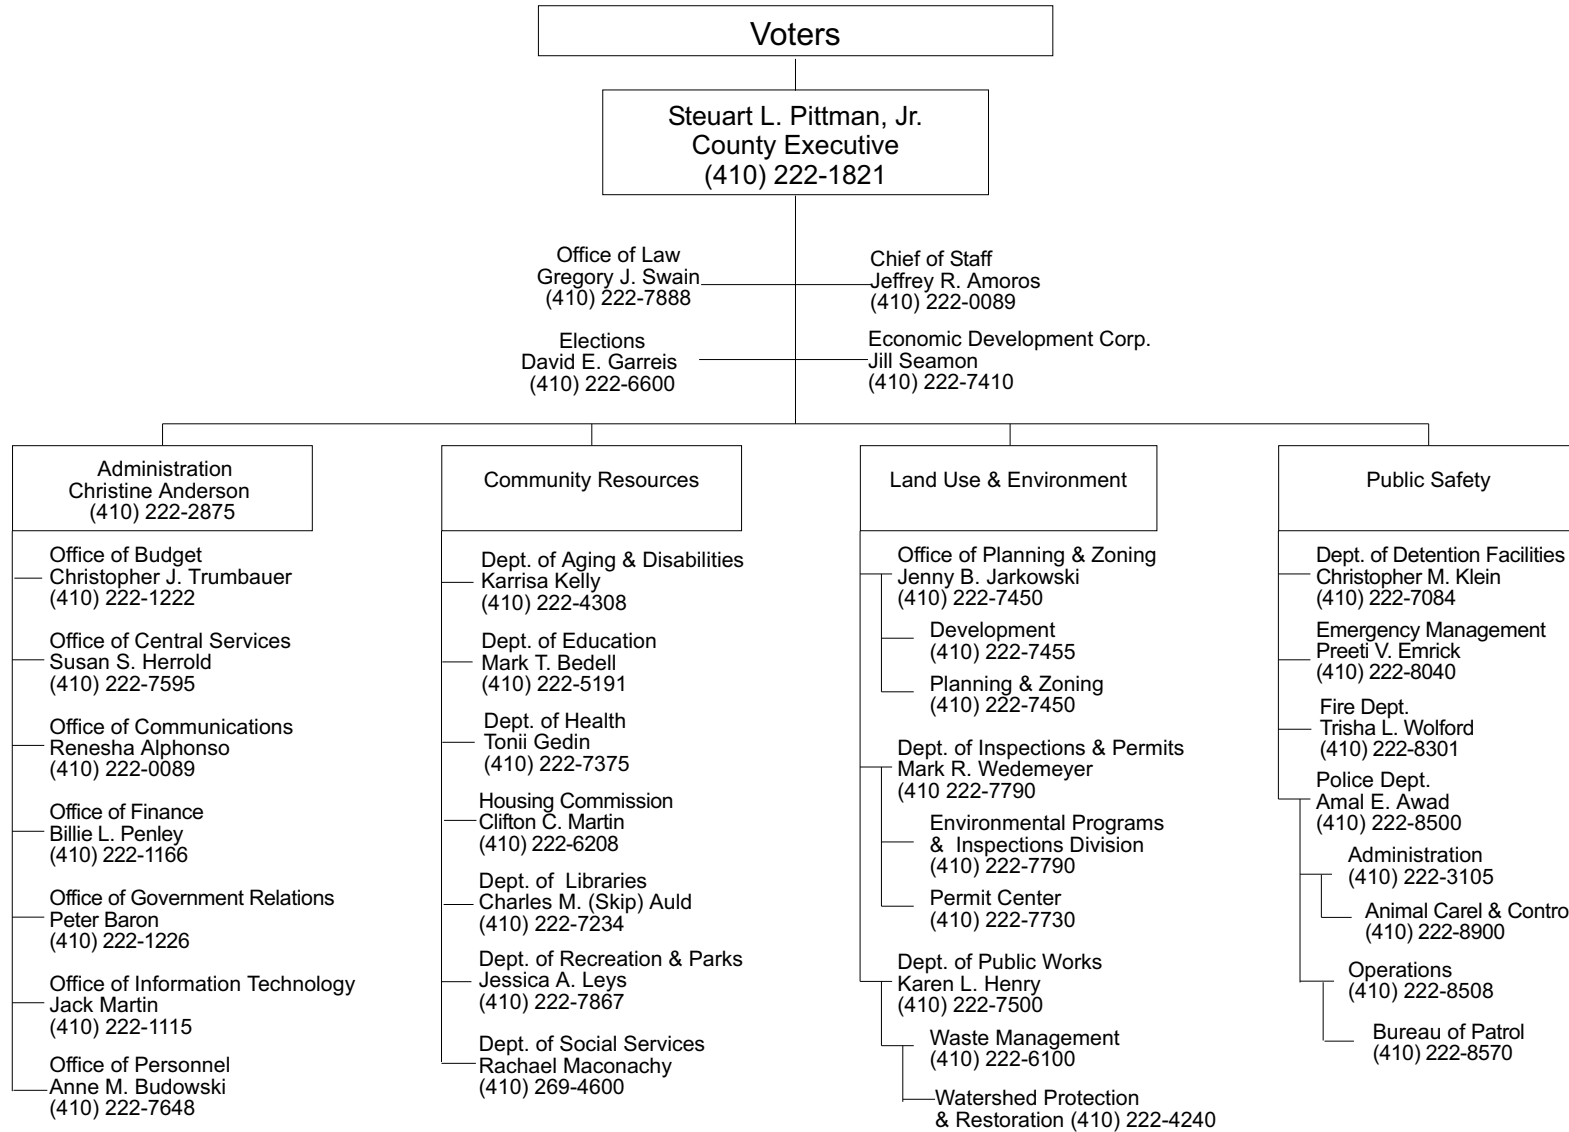 Voters
Steuart L. Pittman, Jr.
County Executive
(410) 222-1821
Office of Law
Gregory J. Swain
(410) 222-7888
Chief of Staff
Jeffrey R. Amoros
(410) 222-0089
Elections
David E. Garreis
(410) 222-6600
Economic Development Corp.
Jill Seamon
(410) 222-7410
Administration
Christine Anderson
(410) 222-2875
Office of Budget
Christopher J. Trumbauer
(410) 222-1222
Office of Central Services
Susan S. Herrold
(410) 222-7595
Office of Communications
Renesha Alphonso
(410) 222-0089
Office of Finance
Billie L. Penley
(410) 222-1166
Office of Government Relations
Peter Baron
(410) 222-1226
Office of Information Technology
Jack Martin
(410) 222-1115
Office of Personnel
Anne M. Budowski
(410) 222-7648
Community Resources
Dept. of Aging & Disabilities
Karrisa Kelly
(410) 222-4308
Dept. of Education
Mark T. Bedell
(410) 222-5191
Dept. of Health
Tonii Gedin
(410) 222-7375
Housing Commission
Clifton C. Martin
(410) 222-6208
Dept. of  Libraries
Charles M. (Skip) Auld
(410) 222-7234
Dept. of Recreation & Parks
Jessica A. Leys
(410) 222-7867
Dept. of Social Services
Rachael Maconachy
(410) 269-4600
Land Use & Environment
Office of Planning & Zoning
Jenny B. Jarkowski
(410) 222-7450
Development
(410) 222-7455
Planning & Zoning
(410) 222-7450
Dept. of Inspections & Permits
Mark R. Wedemeyer
(410 222-7790
Environmental Programs
&  Inspections Division
(410) 222-7790
Permit Center
(410) 222-7730
Dept. of Public Works
Karen L. Henry
(410) 222-7500
Waste Management
(410) 222-6100
Watershed Protection
& Restoration (410) 222-4240
Public Safety
Dept. of Detention Facilities
Christopher M. Klein
(410) 222-7084
Emergency Management
Preeti V. Emrick
(410) 222-8040
Fire Dept.
Trisha L. Wolford
(410) 222-8301
Police Dept.
Amal E. Awad
(410) 222-8500
Administration
(410) 222-3105
Animal Carel & Contro
(410) 222-8900
Operations
(410) 222-8508
Bureau of Patrol
(410) 222-8570